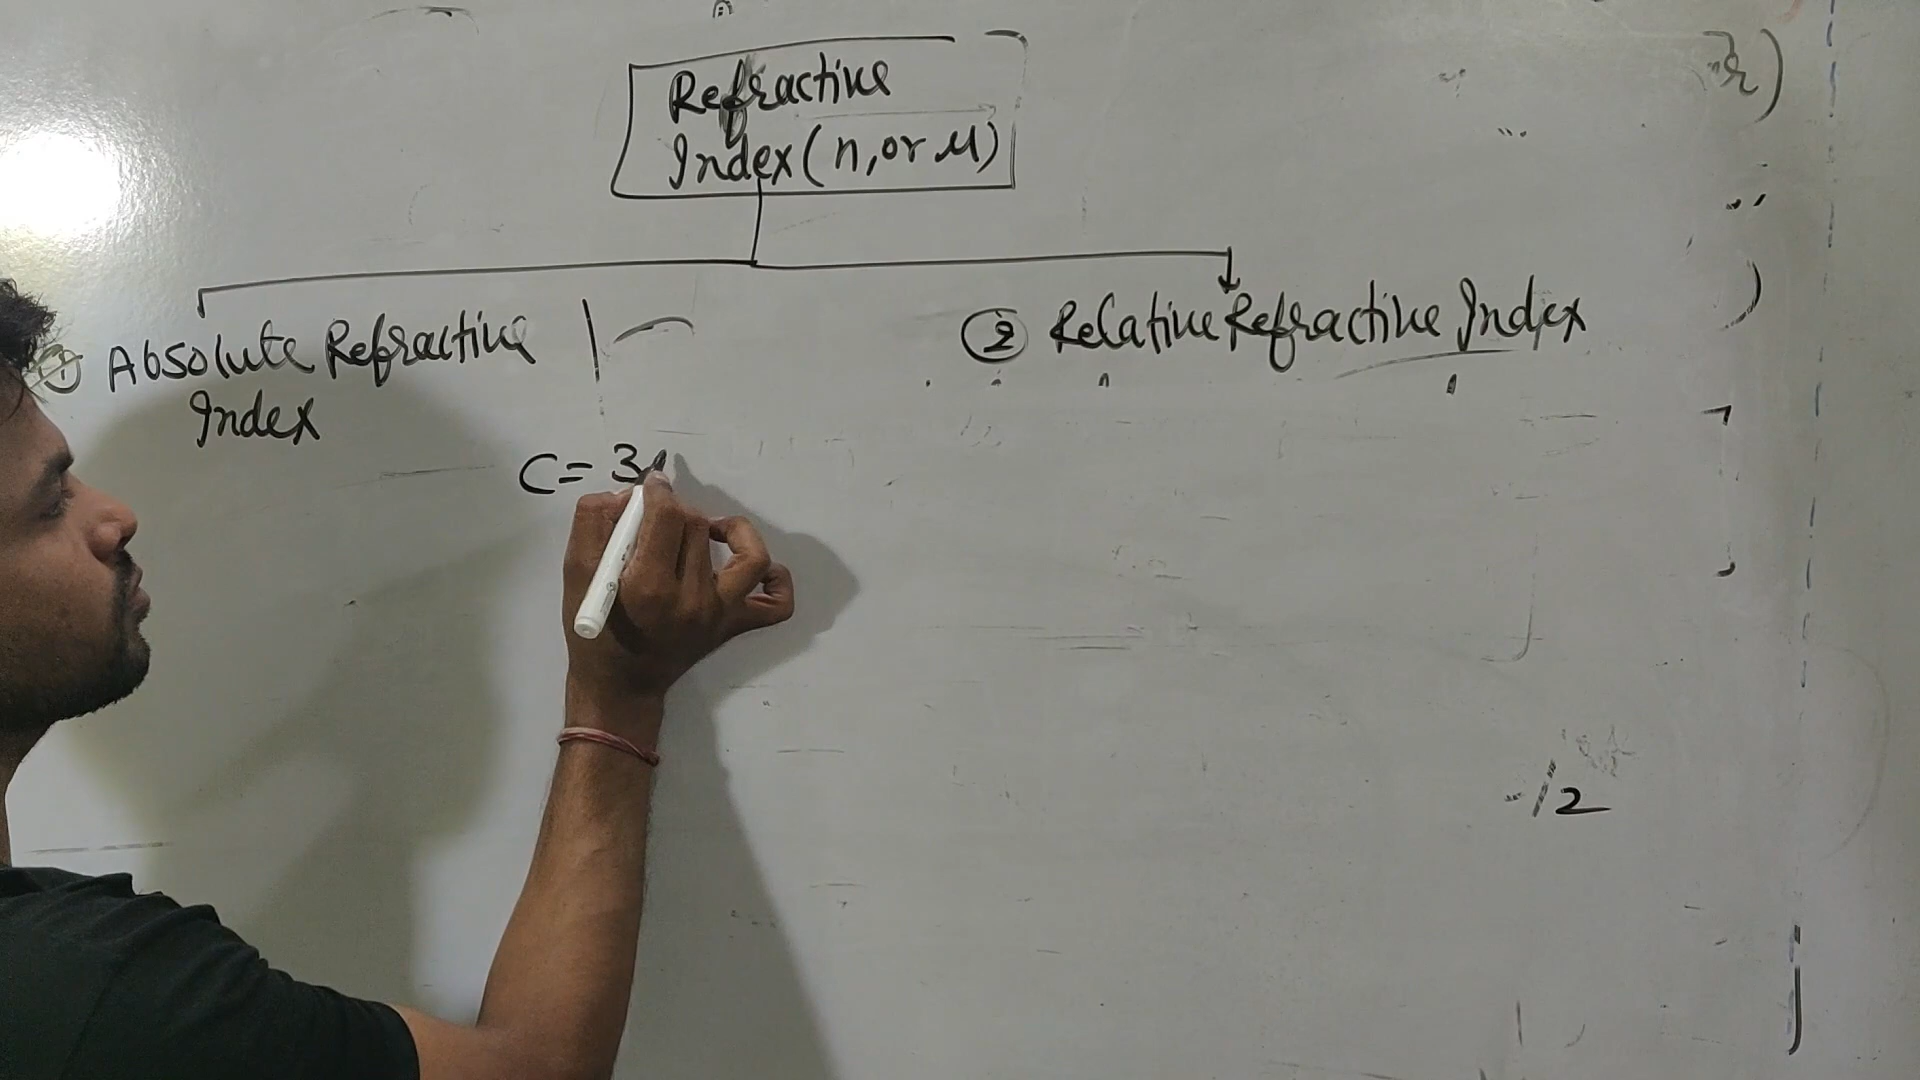 Refractive
Index (n, or μ)
① Absolute Refractive
Index
② Relative Refractive Index
C = 3
2